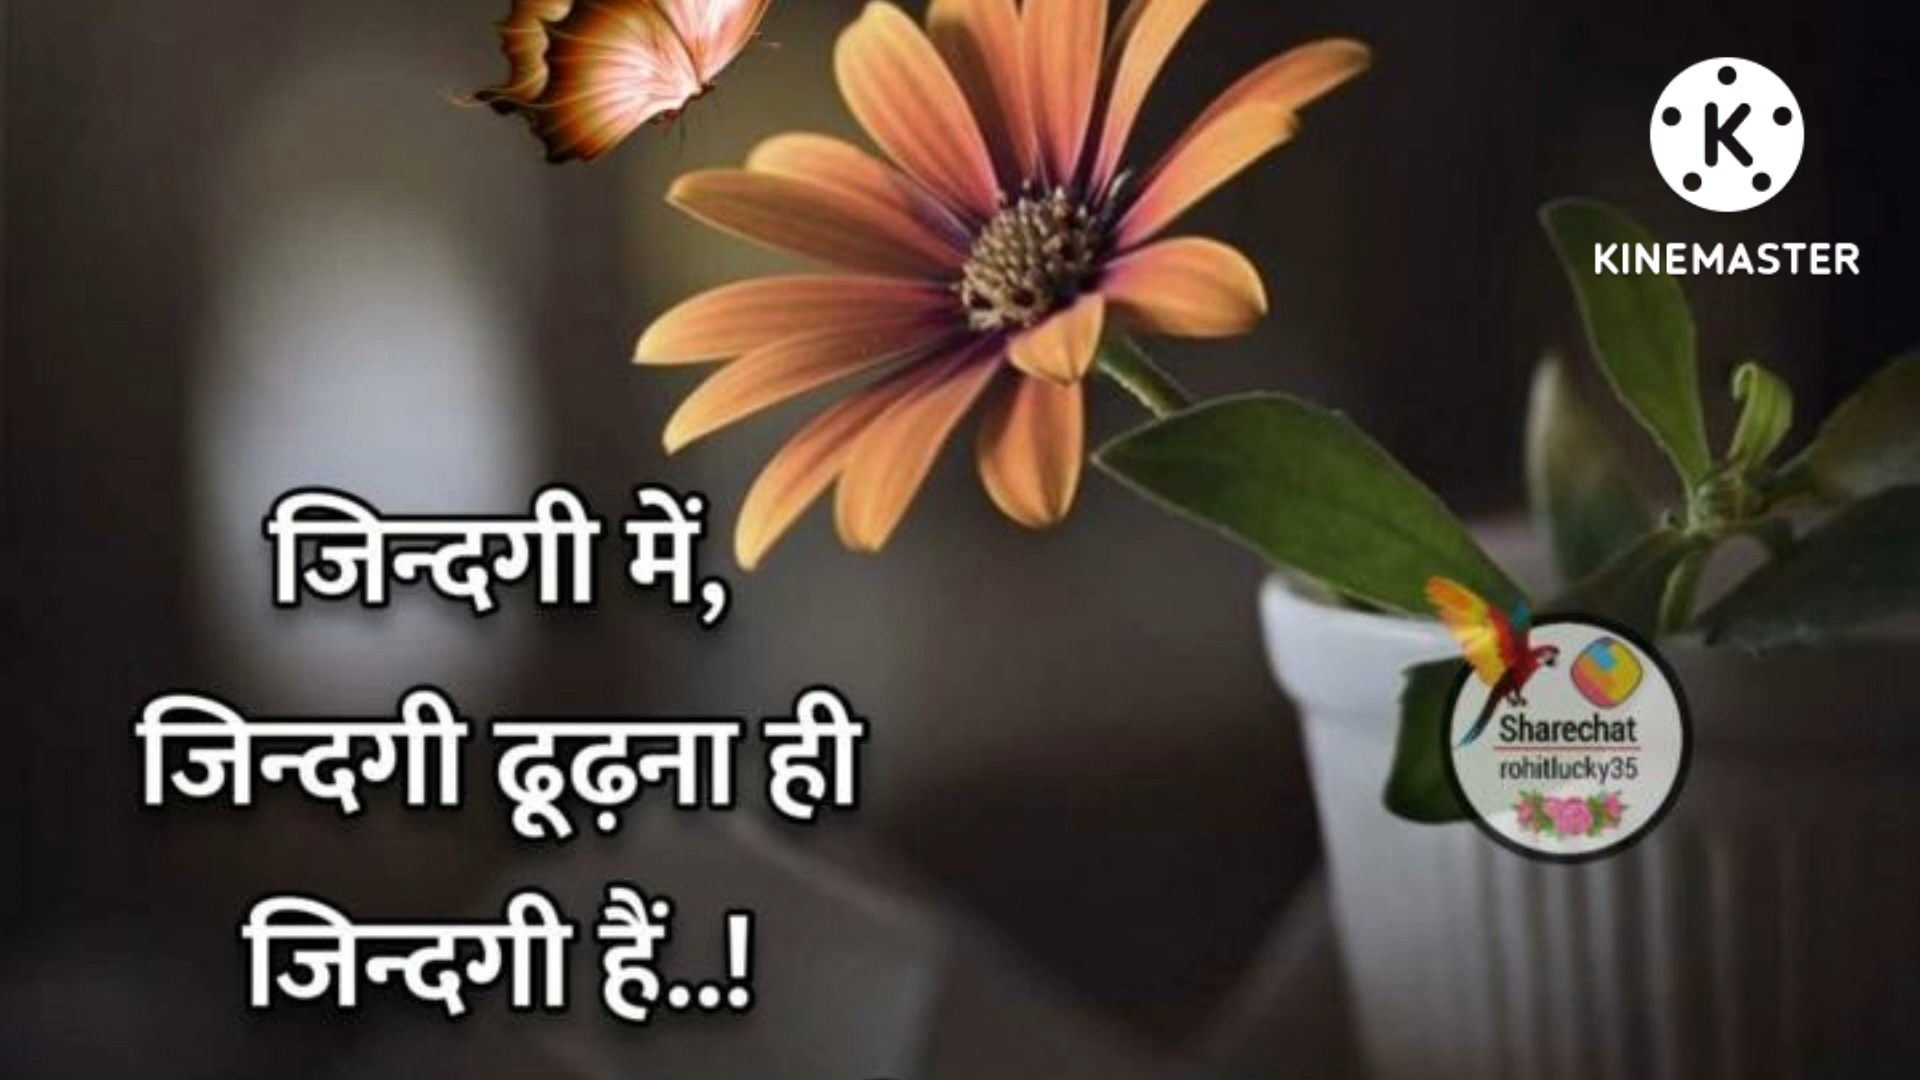 K
KINEMASTER
जिन्दगी में,
जिन्दगी ढूढ़ना ही
जिन्दगी हैं..!
Sharechat
rohitlucky35